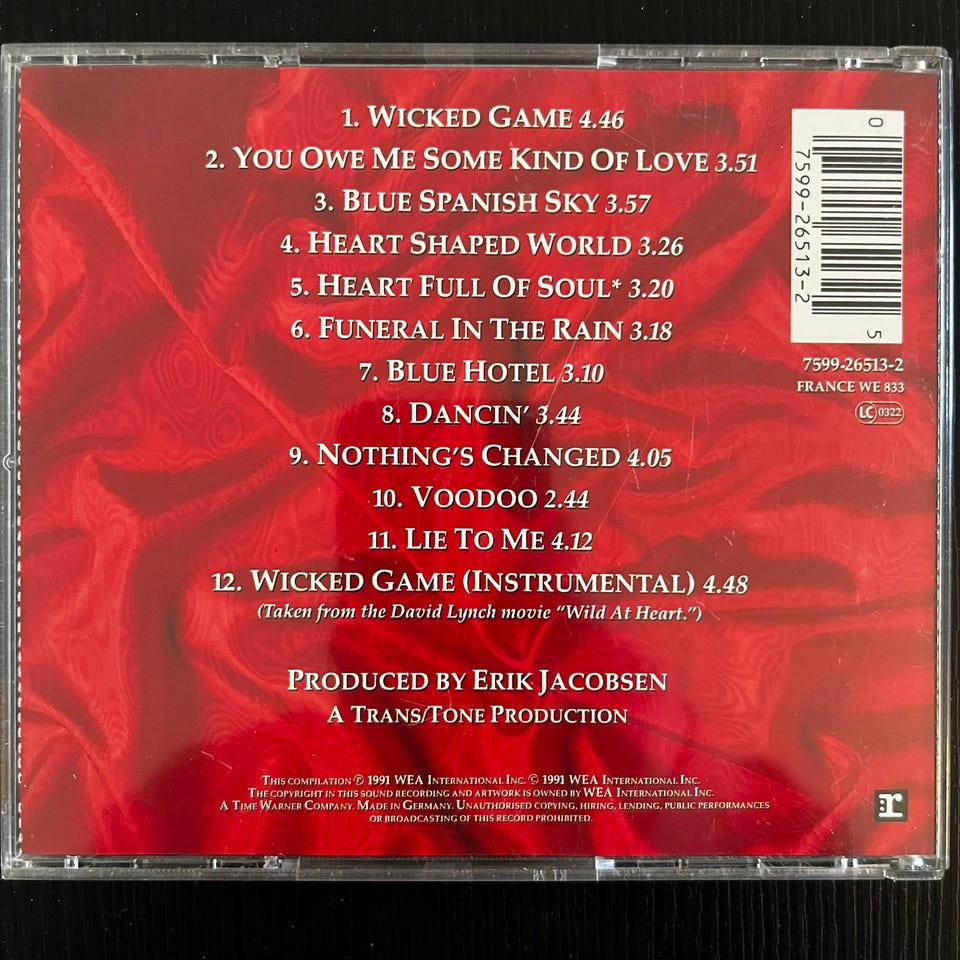 1. WICKED GAME 4.46
2. YOU OWE ME SOME KIND OF LOVE 3.51
3. BLUE SPANISH SKY 3.57
4. HEART SHAPED WORLD 3.26
5. HEART FULL OF SOUL* 3.20
6. FUNERAL IN THE RAIN 3.18
7. BLUE HOTEL 3.10
8. DANCIN' 3.44
9. NOTHING'S CHANGED 4.05
10. VOODOO 2.44
11. LIE TO ME 4.12
12. WICKED GAME (INSTRUMENTAL) 4.48
(Taken from the David Lynch movie "Wild At Heart.")
PRODUCED BY ERIK JACOBSEN
A TRANS/TONE PRODUCTION
THIS COMPILATION ℗ 1991 WEA INTERNATIONAL INC. © 1991 WEA INTERNATIONAL INC.
THE COPYRIGHT IN THIS SOUND RECORDING AND ARTWORK IS OWNED BY WEA INTERNATIONAL INC.
A TIME WARNER COMPANY. MADE IN GERMANY. UNAUTHORISED COPYING, HIRING, LENDING, PUBLIC PERFORMANCES
OR BROADCASTING OF THIS RECORD PROHIBITED.
0 7599-26513-2 5
7599-26513-2
FRANCE WE 833
LC 0322
r